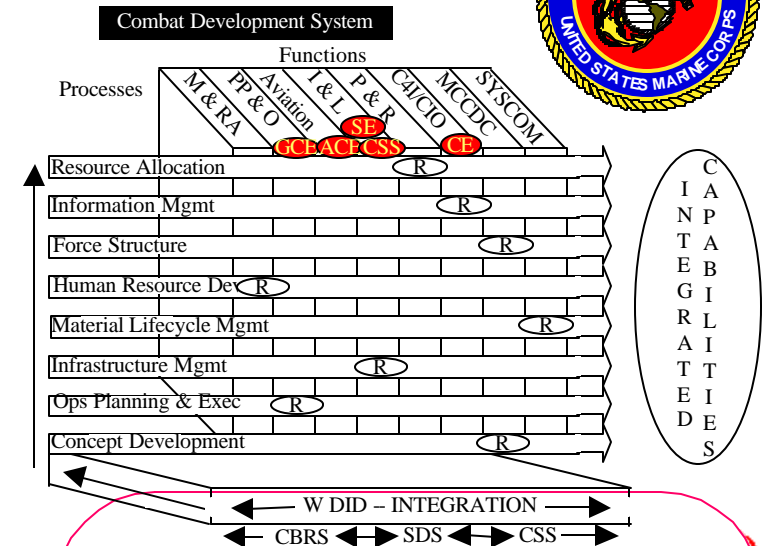 Combat Development System
UNITED STATES MARINE CORPS
Functions
Processes
M & RA
PP & O
Aviation
I & L
P & R
C4I/CIO
MCCDC
SYSCOM
SE
GCE
ACE
CSS
CE
Resource Allocation
R
Information Mgmt
R
Force Structure
R
Human Resource Dev
R
Material Lifecycle Mgmt
R
Infrastructure Mgmt
R
Ops Planning & Exec
R
Concept Development
R
INTEGRATED
CAPABILITIES
W DID – INTEGRATION
CBRS
SDS
CSS